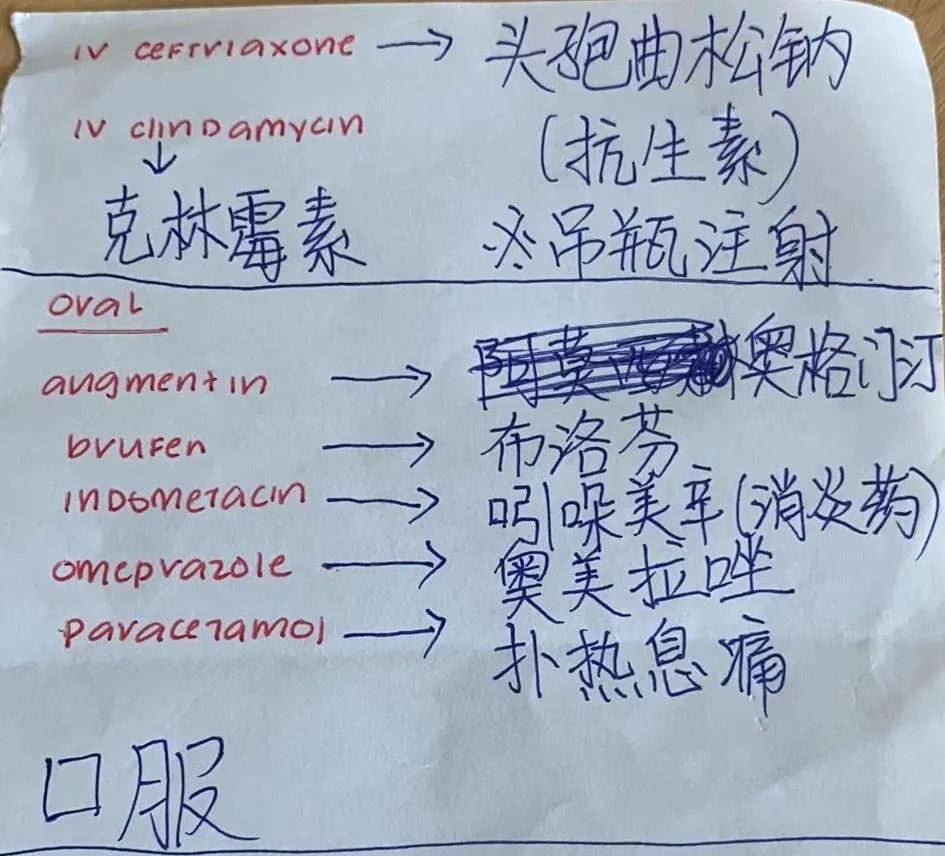 IV ceftriaxone → 头孢曲松钠
IV clindamycin (抗生素)
↓
克林霉素 ※吊瓶注射
oral
augmentin → 奥格门汀
brufen → 布洛芬
indometacin → 吲哚美辛(消炎药)
omeprazole → 奥美拉唑
paracetamol → 扑热息痛
口服